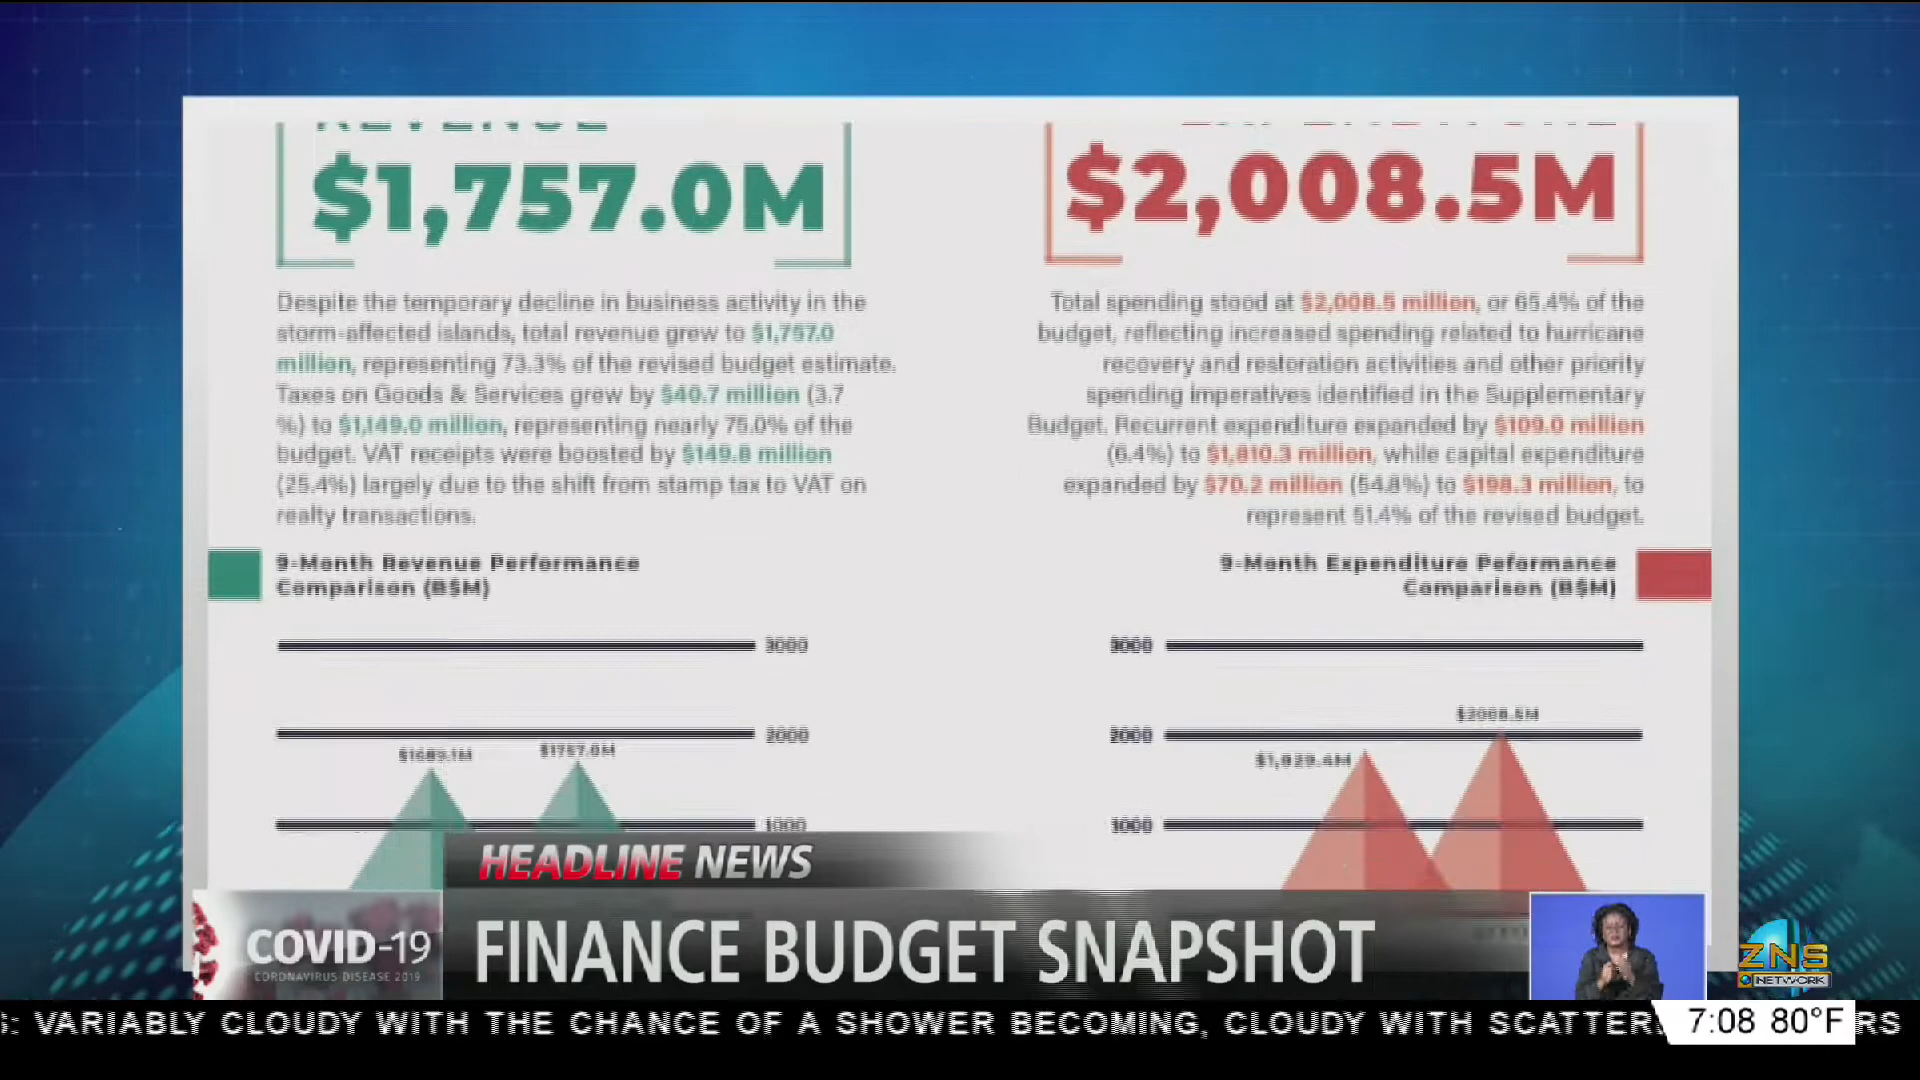 REVENUE
$1,757.0M
Despite the temporary decline in business activity in the
storm-affected islands, total revenue grew to $1,757.0
million, representing 73.3% of the revised budget estimate.
Taxes on Goods & Services grew by $40.7 million (3.7
%) to $1,149.0 million, representing nearly 75.0% of the
budget. VAT receipts were boosted by $149.8 million
(25.4%) largely due to the shift from stamp tax to VAT on
realty transactions.
9-Month Revenue Performance
Comparison (B$M)
3000
2000
$1689.1M
$1757.0M
1000
$2,008.5M
Total spending stood at $2,008.5 million, or 65.4% of the
budget, reflecting increased spending related to hurricane
recovery and restoration activities and other priority
spending imperatives identified in the Supplementary
Budget. Recurrent expenditure expanded by $109.0 million
(6.4%) to $1,810.3 million, while capital expenditure
expanded by $70.2 million (54.8%) to $198.3 million, to
represent 51.4% of the revised budget.
9-Month Expenditure Peformance
Comparison (B$M)
3000
$2008.5M
2000
$1,829.4M
1000
HEADLINE NEWS
COVID-19
CORONAVIRUS DISEASE 2019
FINANCE BUDGET SNAPSHOT
ZNS
NETWORK
S: VARIABLY CLOUDY WITH THE CHANCE OF A SHOWER BECOMING, CLOUDY WITH SCATTER
7:08 80°F
RS